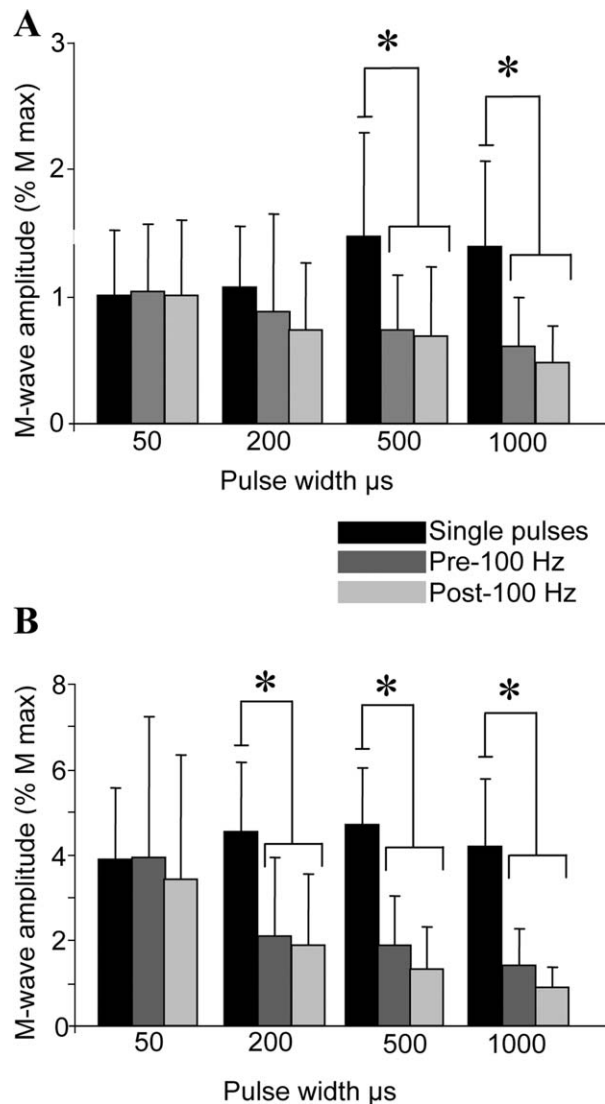 A
M-wave amplitude (% M max)
3
2
1
0
*
*
50 200 500 1000
Pulse width µs
Single pulses
Pre-100 Hz
Post-100 Hz
B
M-wave amplitude (% M max)
8
6
4
2
0
*
*
*
50 200 500 1000
Pulse width µs